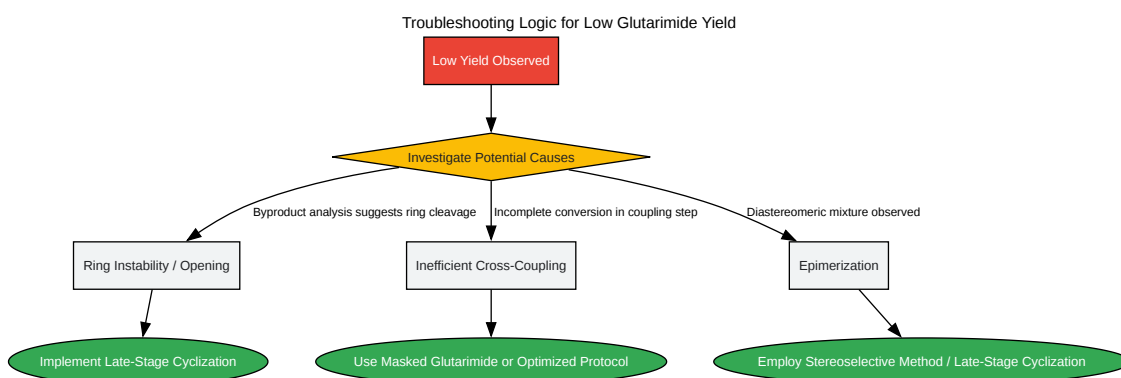 Troubleshooting Logic for Low Glutarimide Yield
Low Yield Observed
Investigate Potential Causes
Byproduct analysis suggests ring cleavage
Incomplete conversion in coupling step
Diastereomeric mixture observed
Ring Instability / Opening
Inefficient Cross-Coupling
Epimerization
Implement Late-Stage Cyclization
Use Masked Glutarimide or Optimized Protocol
Employ Stereoselective Method / Late-Stage Cyclization